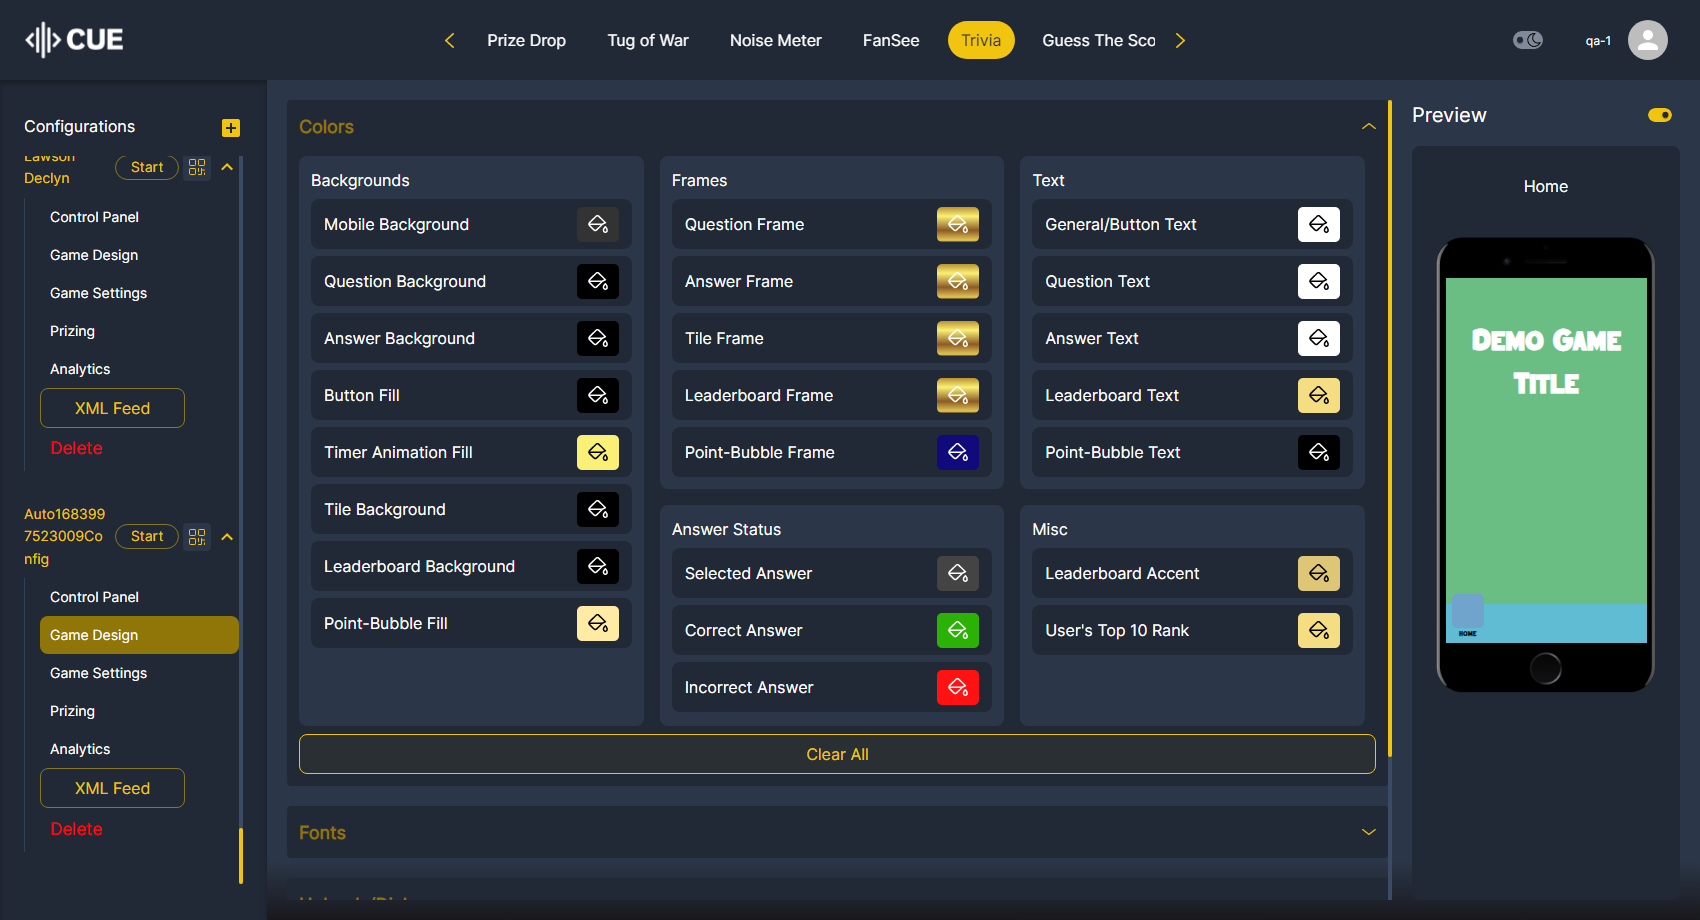 CUE
Prize Drop
Tug of War
Noise Meter
FanSee
Trivia
Guess The Sco
qa-1
Configurations
Lawson
Declyn
Start
Control Panel
Game Design
Game Settings
Prizing
Analytics
XML Feed
Delete
Auto168399
7523009Co
nfig
Start
Control Panel
Game Design
Game Settings
Prizing
Analytics
XML Feed
Delete
Colors
Backgrounds
Mobile Background
Question Background
Answer Background
Button Fill
Timer Animation Fill
Tile Background
Leaderboard Background
Point-Bubble Fill
Frames
Question Frame
Answer Frame
Tile Frame
Leaderboard Frame
Point-Bubble Frame
Text
General/Button Text
Question Text
Answer Text
Leaderboard Text
Point-Bubble Text
Answer Status
Selected Answer
Correct Answer
Incorrect Answer
Misc
Leaderboard Accent
User's Top 10 Rank
Clear All
Fonts
Preview
Home
Demo Game
Title
HOME